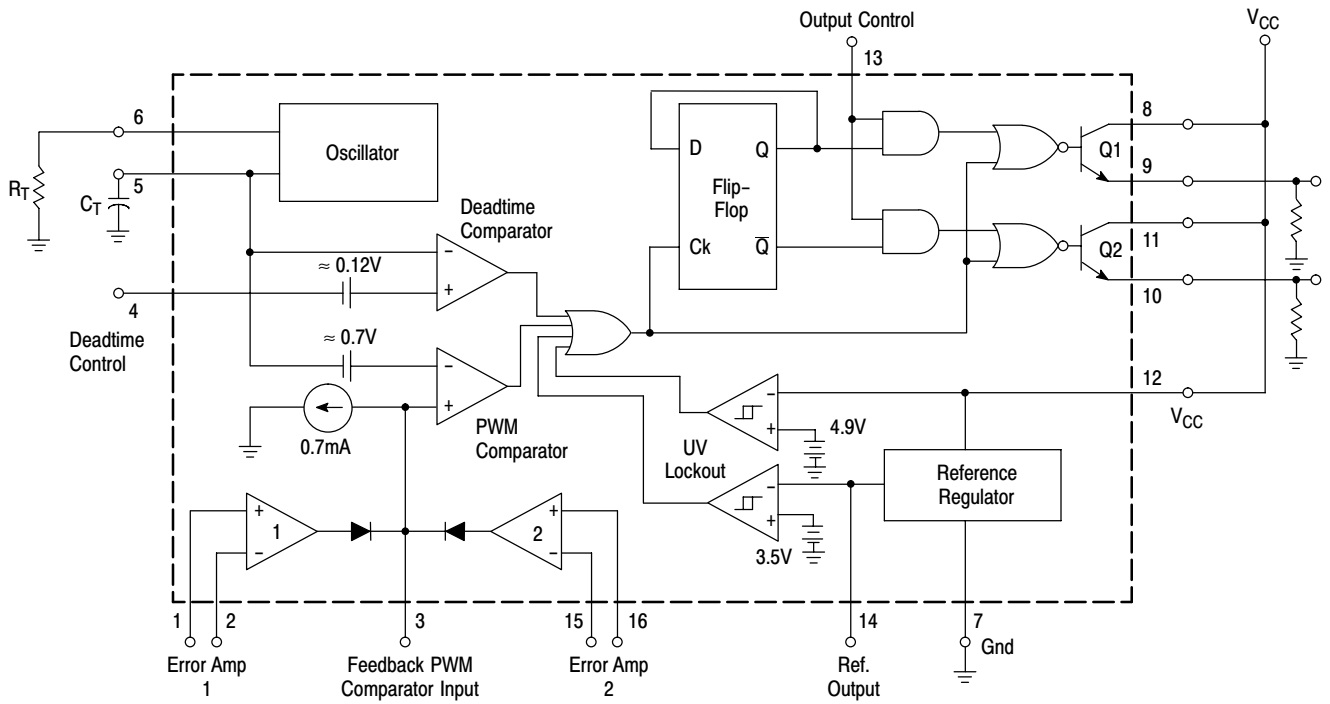 Output Control
13
VCC
6
Oscillator
RT
5
CT
D
Q
Flip-
Flop
Ck
Q̅
8
Q1
9
11
Q2
10
Deadtime
Comparator
≈ 0.12V
−
+
4
Deadtime
Control
≈ 0.7V
−
+
0.7mA
PWM
Comparator
12
VCC
−
+
4.9V
UV
Lockout
−
+
3.5V
Reference
Regulator
+
1
−
+
2
−
1
2
3
15
16
14
7
Gnd
Error Amp
1
Feedback PWM
Comparator Input
Error Amp
2
Ref.
Output